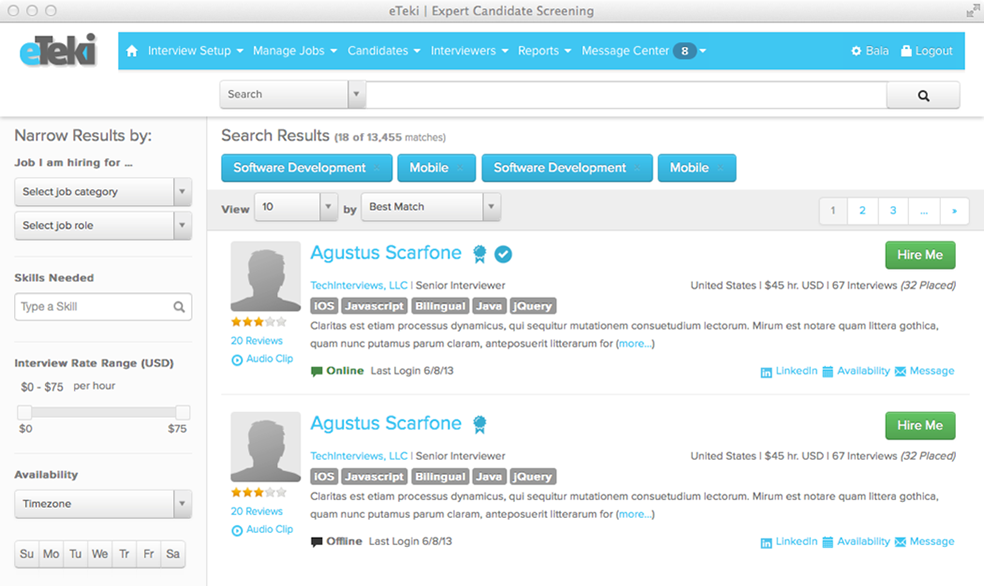 eTeki | Expert Candidate Screening
eTeki
Interview Setup Manage Jobs Candidates Interviewers Reports Message Center 8 Bala Logout
Search
Narrow Results by:
Job I am hiring for ...
Select job category
Select job role
Skills Needed
Type a Skill
Interview Rate Range (USD)
$0 - $75 per hour
$0 $75
Availability
Timezone
Su Mo Tu We Tr Fr Sa
Search Results (18 of 13,455 matches)
Software Development Mobile Software Development Mobile
View 10 by Best Match 1 2 3 ... »
Agustus Scarfone Hire Me
TechInterviews, LLC | Senior Interviewer United States | $45 hr. USD | 67 Interviews (32 Placed)
iOS Javascript Bilingual Java jQuery
Claritas est etiam processus dynamicus, qui sequitur mutationem consuetudium lectorum. Mirum est notare quam littera gothica,
quam nunc putamus parum claram, anteposuerit litterarum for (more...)
20 Reviews
Audio Clip
Online Last Login 6/8/13 LinkedIn Availability Message
Agustus Scarfone Hire Me
TechInterviews, LLC | Senior Interviewer United States | $45 hr. USD | 67 Interviews (32 Placed)
iOS Javascript Bilingual Java jQuery
Claritas est etiam processus dynamicus, qui sequitur mutationem consuetudium lectorum. Mirum est notare quam littera gothica,
quam nunc putamus parum claram, anteposuerit litterarum for (more...)
20 Reviews
Audio Clip
Offline Last Login 6/8/13 LinkedIn Availability Message